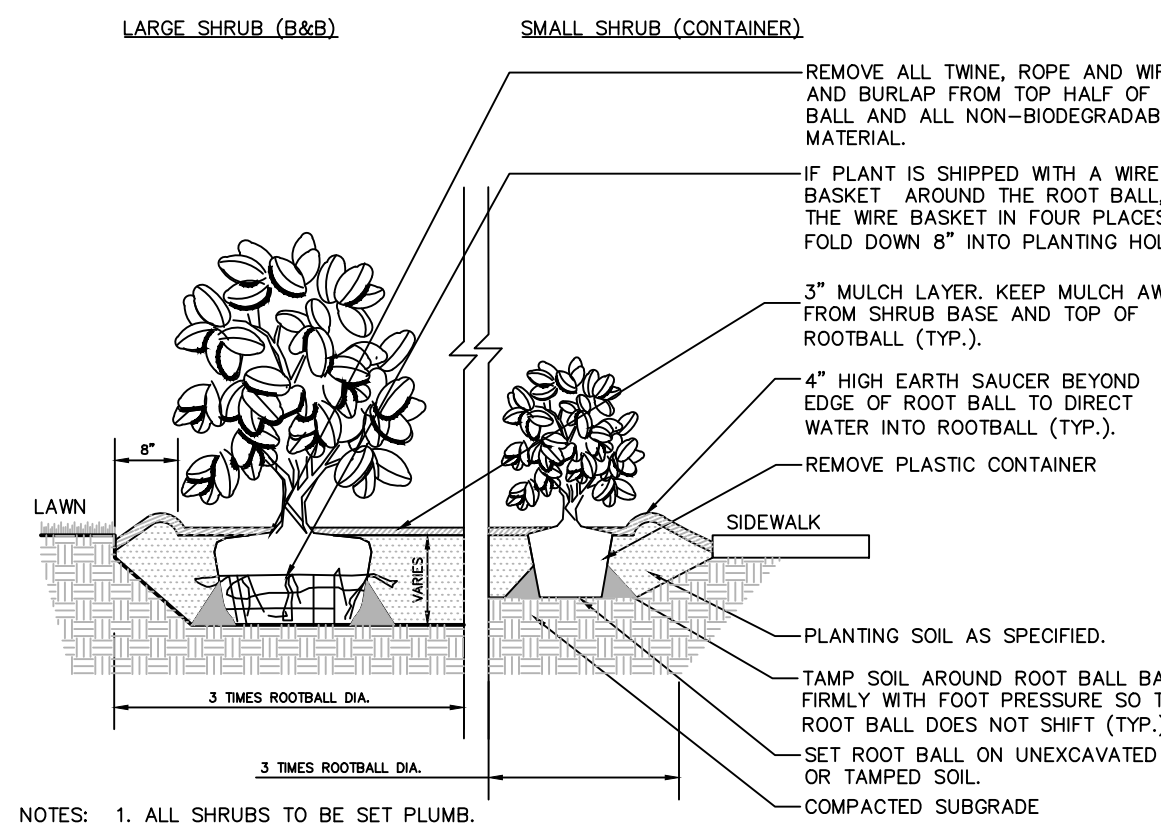 LARGE SHRUB (B&B)
SMALL SHRUB (CONTAINER)
REMOVE ALL TWINE, ROPE AND
AND BURLAP FROM TOP HALF OF
BALL AND ALL
MATERIAL.
IF PLANT IS SHIPPED WITH A WIRE
BASKET AROUND THE ROOT BALL,
THE WIRE BASKET IN FOUR PLACES
FOLD DOWN 8" INTO PLANTING
3" MULCH LAYER. KEEP MULCH
FROM SHRUB BASE AND TOP OF
ROOTBALL (TYP.).
4" HIGH EARTH SAUCER BEYOND
EDGE OF ROOT BALL TO DIRECT
WATER INTO ROOTBALL (TYP.).
REMOVE PLASTIC CONTAINER
8"
LAWN
SIDEWALK
VARIES
PLANTING SOIL AS SPECIFIED.
TAMP SOIL AROUND ROOT BALL
FIRMLY WITH FOOT PRESSURE SO
ROOT BALL DOES NOT SHIFT (TYP.)
3 TIMES ROOTBALL DIA.
SET ROOT BALL ON UNEXCAVATED
OR TAMPED SOIL.
3 TIMES ROOTBALL DIA.
COMPACTED SUBGRADE
NOTES: 1. ALL SHRUBS TO BE SET PLUMB.